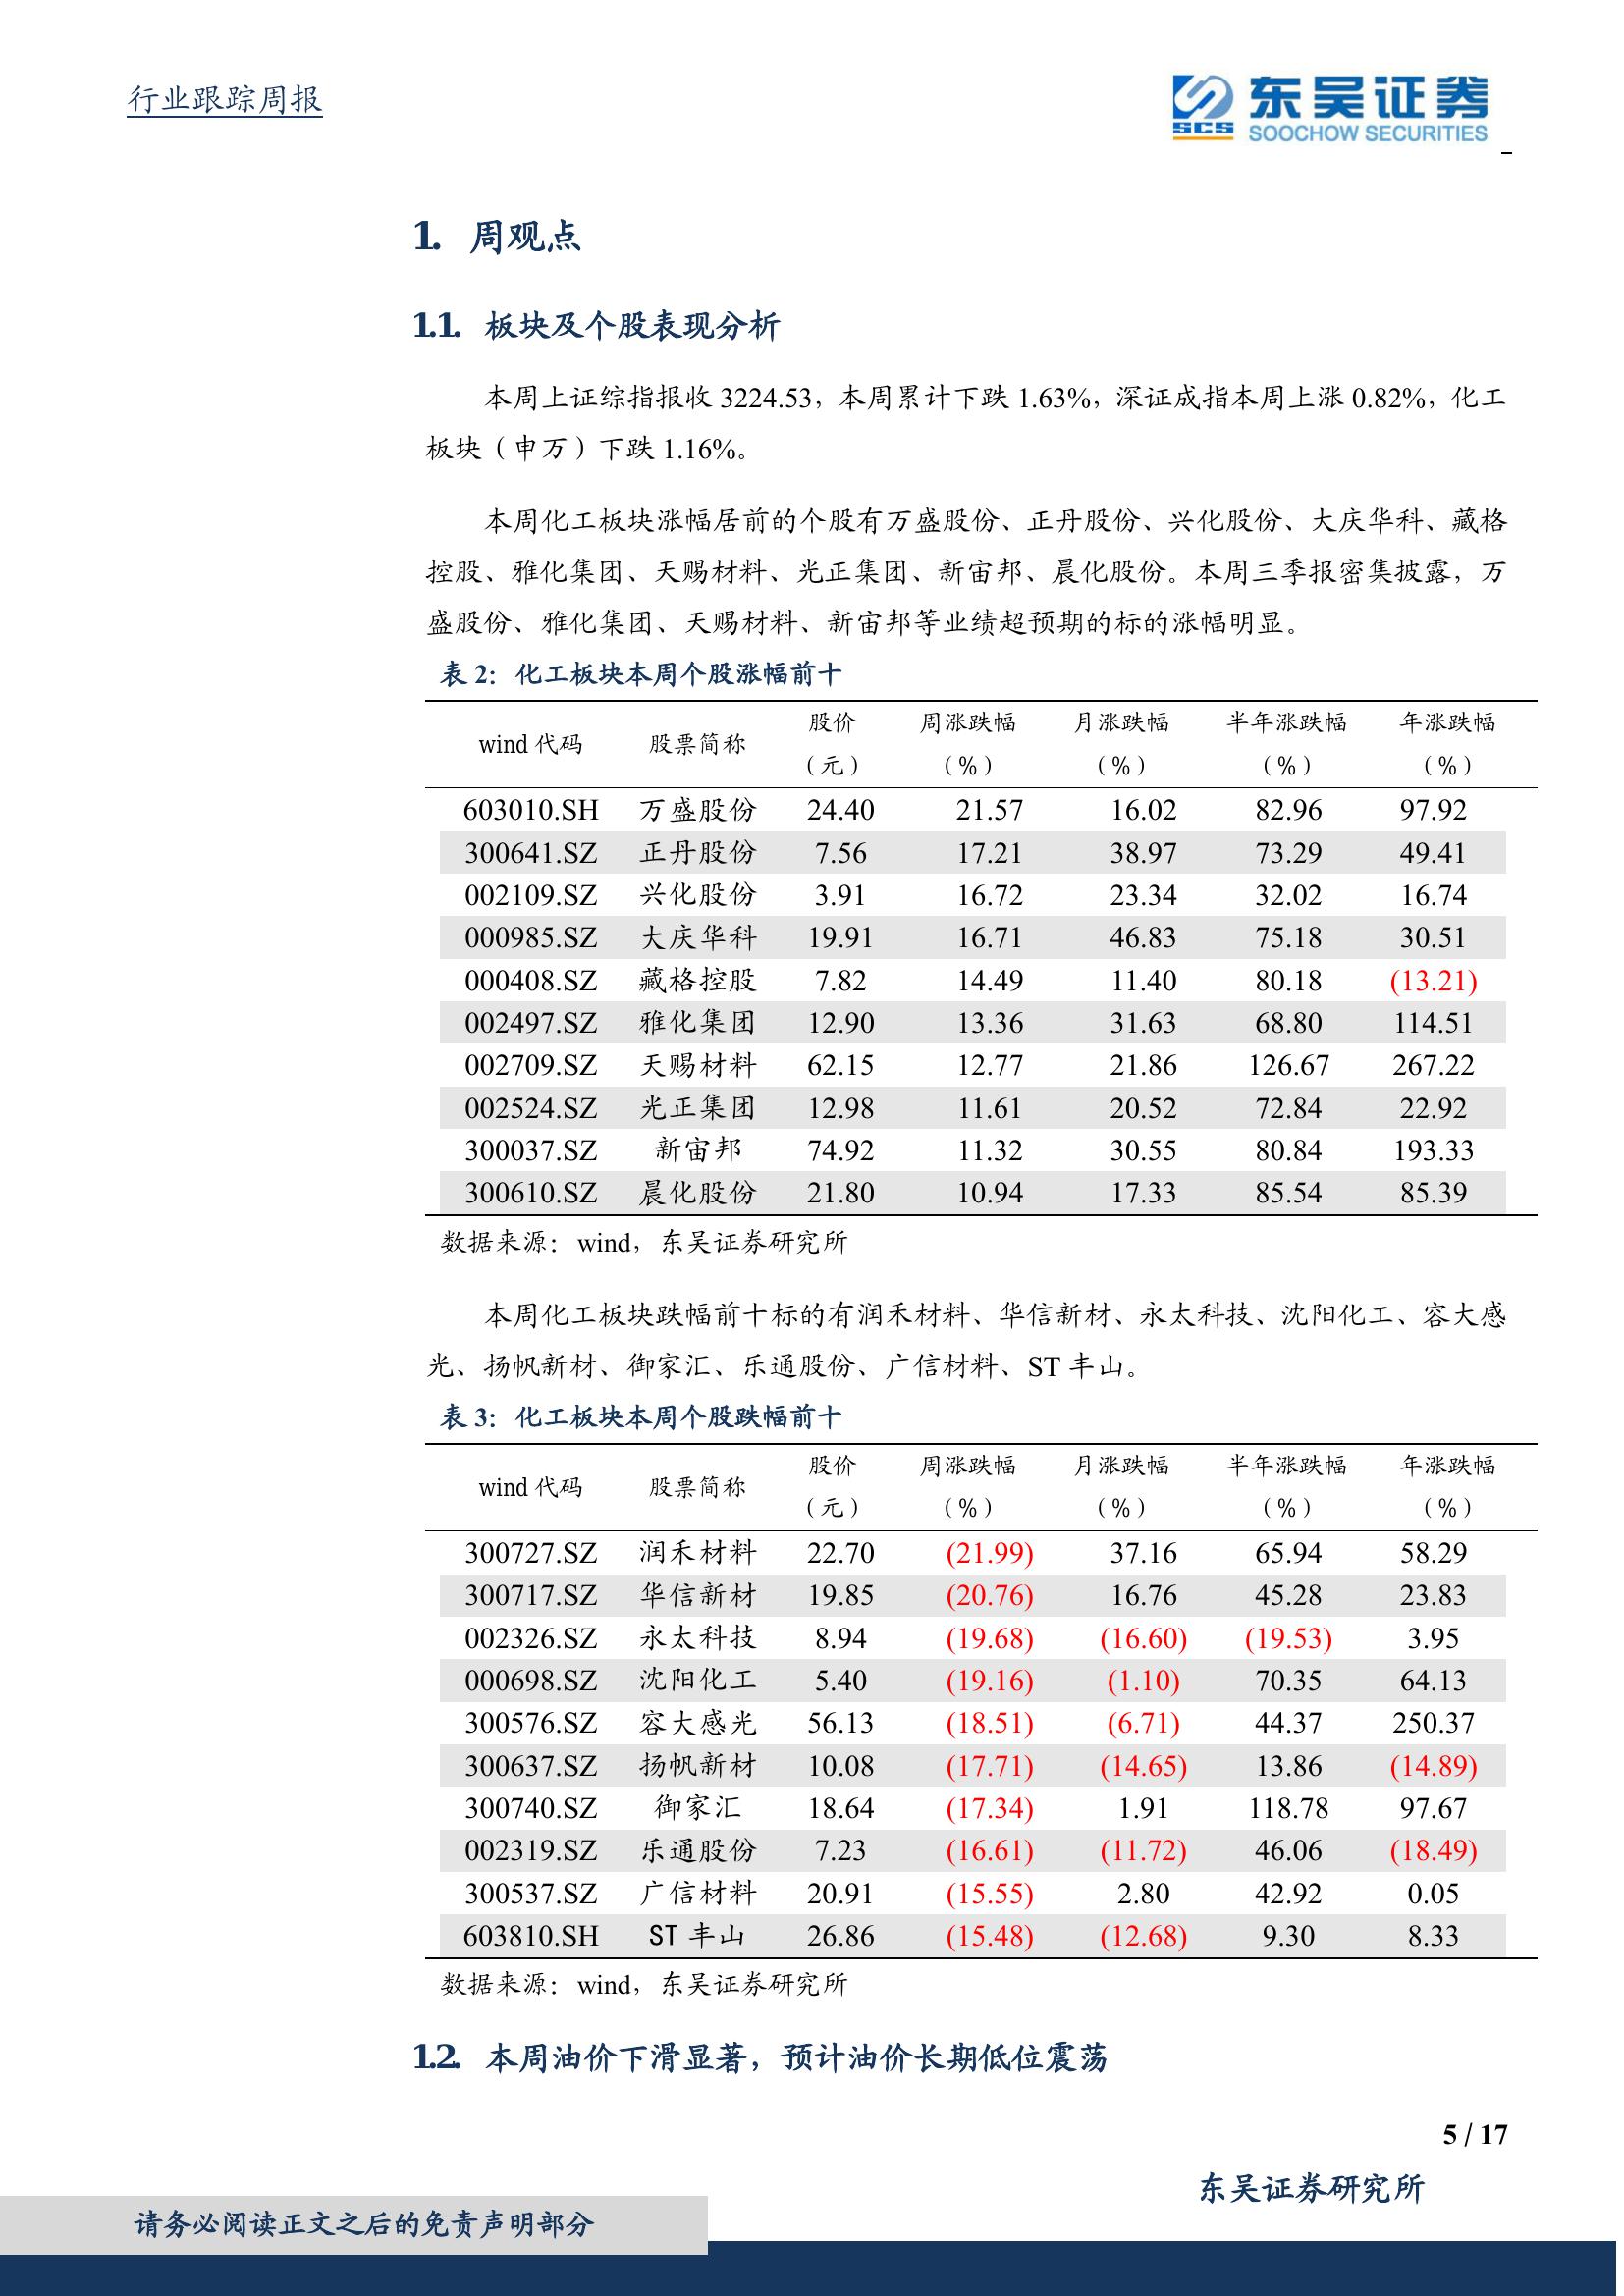 行业跟踪周报
SCS 东吴证券
SOOCHOW SECURITIES
1. 周观点
1.1. 板块及个股表现分析
本周上证综指报收 3224.53，本周累计下跌 1.63%，深证成指本周上涨 0.82%，化工
板块（申万）下跌 1.16%。
本周化工板块涨幅居前的个股有万盛股份、正丹股份、兴化股份、大庆华科、藏格
控股、雅化集团、天赐材料、光正集团、新宙邦、晨化股份。本周三季报密集披露，万
盛股份、雅化集团、天赐材料、新宙邦等业绩超预期的标的涨幅明显。
表 2：化工板块本周个股涨幅前十
wind 代码 股票简称 股价（元） 周涨跌幅（%） 月涨跌幅（%） 半年涨跌幅（%） 年涨跌幅（%）
603010.SH 万盛股份 24.40 21.57 16.02 82.96 97.92
300641.SZ 正丹股份 7.56 17.21 38.97 73.29 49.41
002109.SZ 兴化股份 3.91 16.72 23.34 32.02 16.74
000985.SZ 大庆华科 19.91 16.71 46.83 75.18 30.51
000408.SZ 藏格控股 7.82 14.49 11.40 80.18 (13.21)
002497.SZ 雅化集团 12.90 13.36 31.63 68.80 114.51
002709.SZ 天赐材料 62.15 12.77 21.86 126.67 267.22
002524.SZ 光正集团 12.98 11.61 20.52 72.84 22.92
300037.SZ 新宙邦 74.92 11.32 30.55 80.84 193.33
300610.SZ 晨化股份 21.80 10.94 17.33 85.54 85.39
数据来源：wind，东吴证券研究所
本周化工板块跌幅前十标的有润禾材料、华信新材、永太科技、沈阳化工、容大感
光、扬帆新材、御家汇、乐通股份、广信材料、ST 丰山。
表 3：化工板块本周个股跌幅前十
wind 代码 股票简称 股价（元） 周涨跌幅（%） 月涨跌幅（%） 半年涨跌幅（%） 年涨跌幅（%）
300727.SZ 润禾材料 22.70 (21.99) 37.16 65.94 58.29
300717.SZ 华信新材 19.85 (20.76) 16.76 45.28 23.83
002326.SZ 永太科技 8.94 (19.68) (16.60) (19.53) 3.95
000698.SZ 沈阳化工 5.40 (19.16) (1.10) 70.35 64.13
300576.SZ 容大感光 56.13 (18.51) (6.71) 44.37 250.37
300637.SZ 扬帆新材 10.08 (17.71) (14.65) 13.86 (14.89)
300740.SZ 御家汇 18.64 (17.34) 1.91 118.78 97.67
002319.SZ 乐通股份 7.23 (16.61) (11.72) 46.06 (18.49)
300537.SZ 广信材料 20.91 (15.55) 2.80 42.92 0.05
603810.SH ST 丰山 26.86 (15.48) (12.68) 9.30 8.33
数据来源：wind，东吴证券研究所
1.2. 本周油价下滑显著，预计油价长期低位震荡
5 / 17
东吴证券研究所
请务必阅读正文之后的免责声明部分